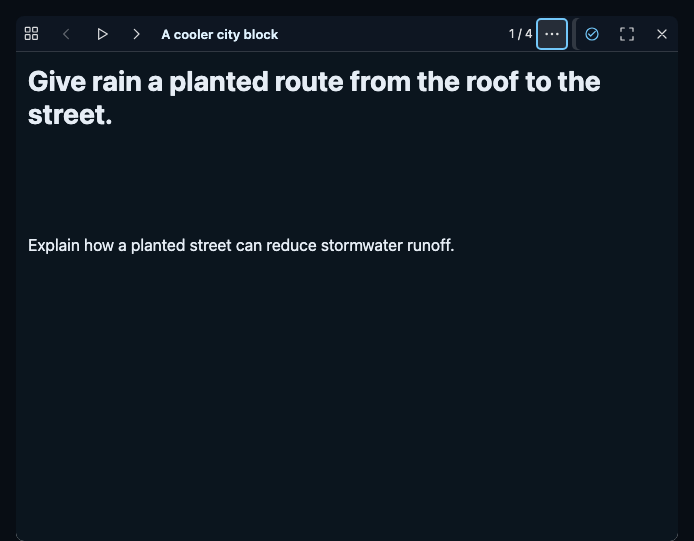 A cooler city block
1 / 4
Give rain a planted route from the roof to the
street.
Explain how a planted street can reduce stormwater runoff.